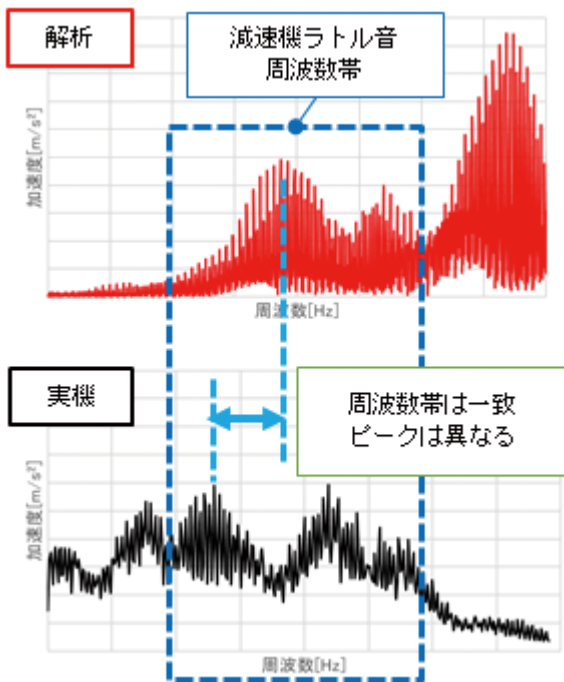 解析
減速機ラトル音
周波数帯
加速度[m/s²]
周波数[Hz]
実機
周波数帯は一致
ピークは異なる
加速度[m/s²]
周波数[Hz]